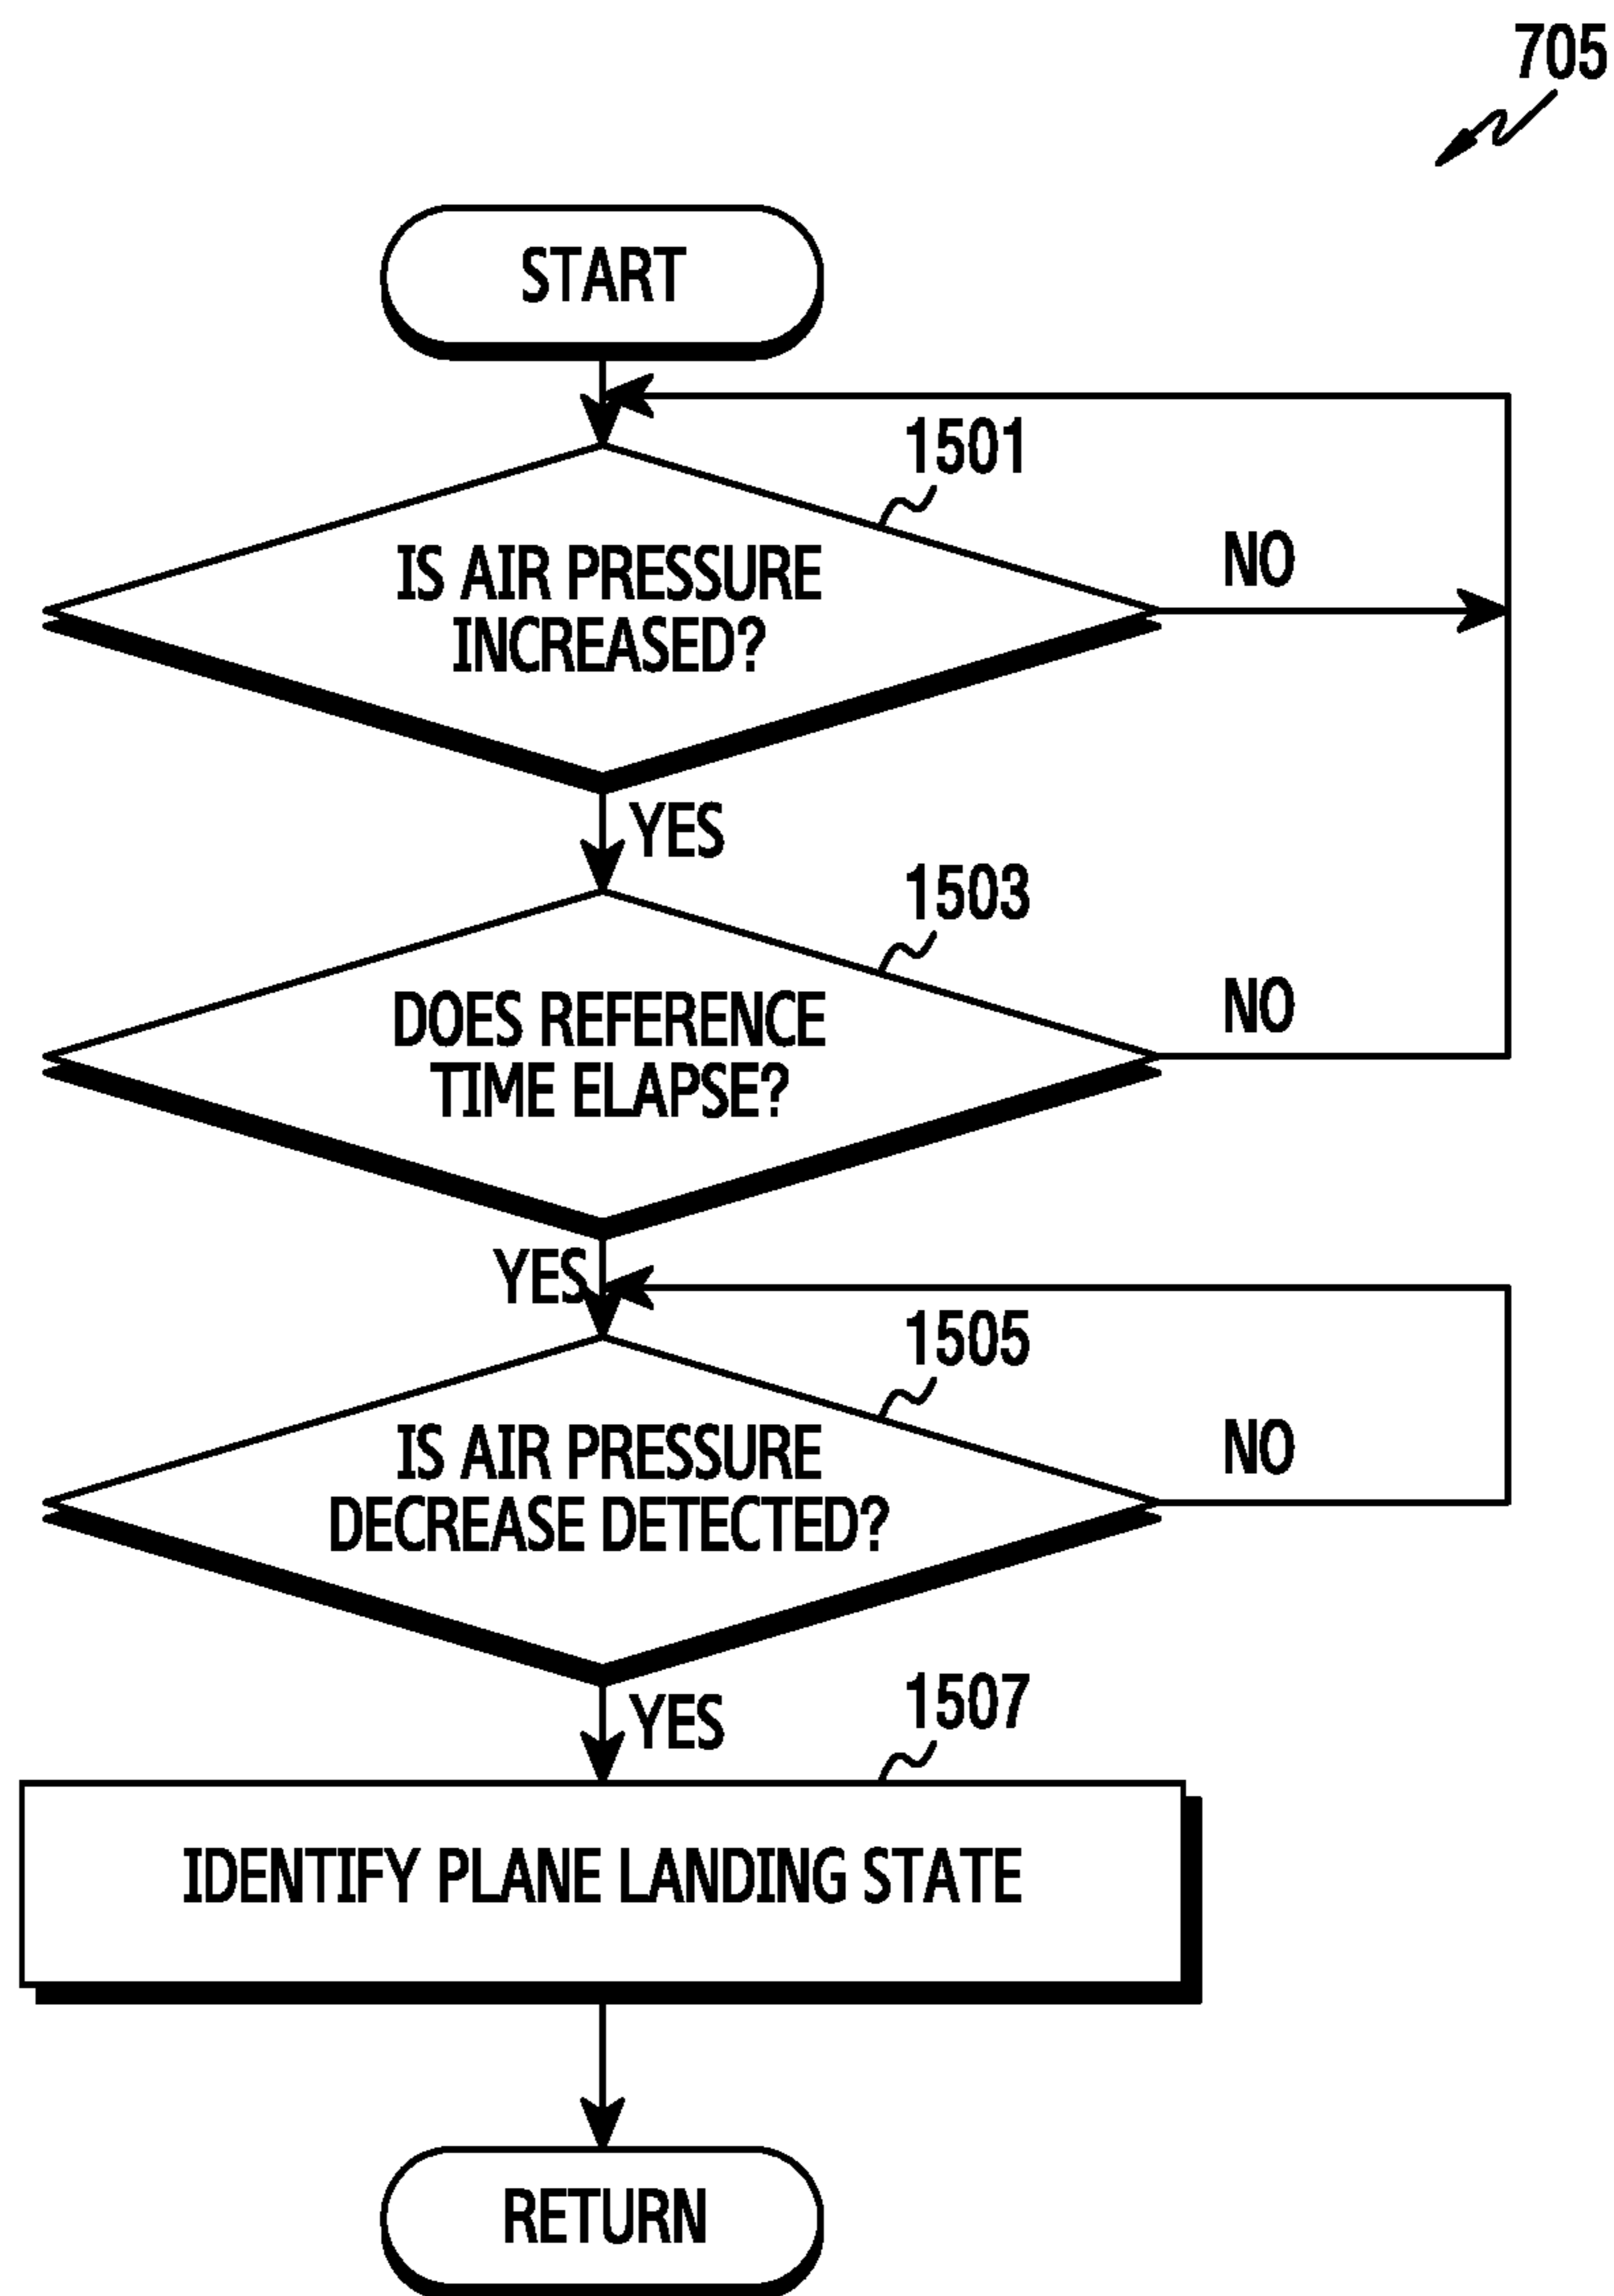 705
START
1501
IS AIR PRESSURE
INCREASED?
NO
YES
1503
DOES REFERENCE
TIME ELAPSE?
NO
YES
1505
IS AIR PRESSURE
DECREASE DETECTED?
NO
YES
1507
IDENTIFY PLANE LANDING STATE
RETURN